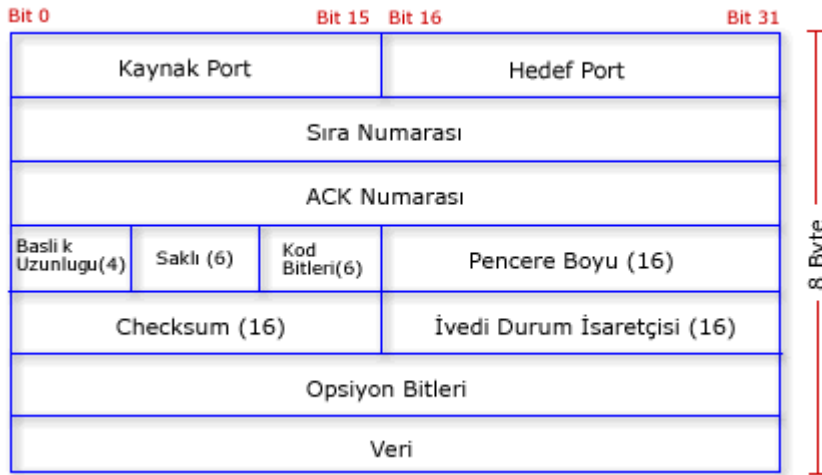 Bit 0 Bit 15 Bit 16 Bit 31
Kaynak Port Hedef Port
Sıra Numarası
ACK Numarası
Basli k
Uzunlugu(4)
Saklı (6)
Kod
Bitleri(6)
Pencere Boyu (16)
8 Byte
Checksum (16) İvedi Durum İsaretçisi (16)
Opsiyon Bitleri
Veri